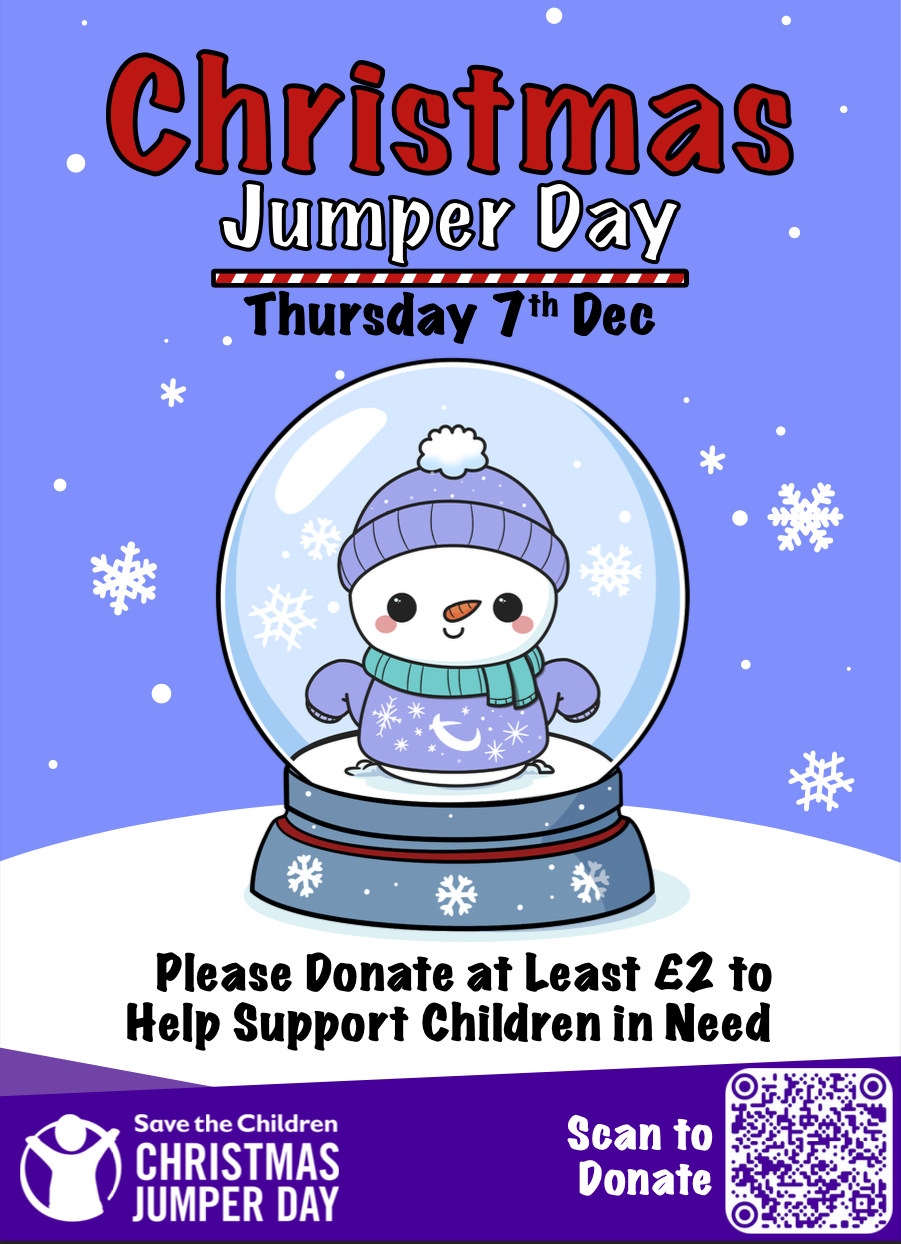 Christmas
Jumper Day
Thursday 7th Dec
Please Donate at Least £2 to
Help Support Children in Need
Save the Children
CHRISTMAS
JUMPER DAY
Scan to
Donate